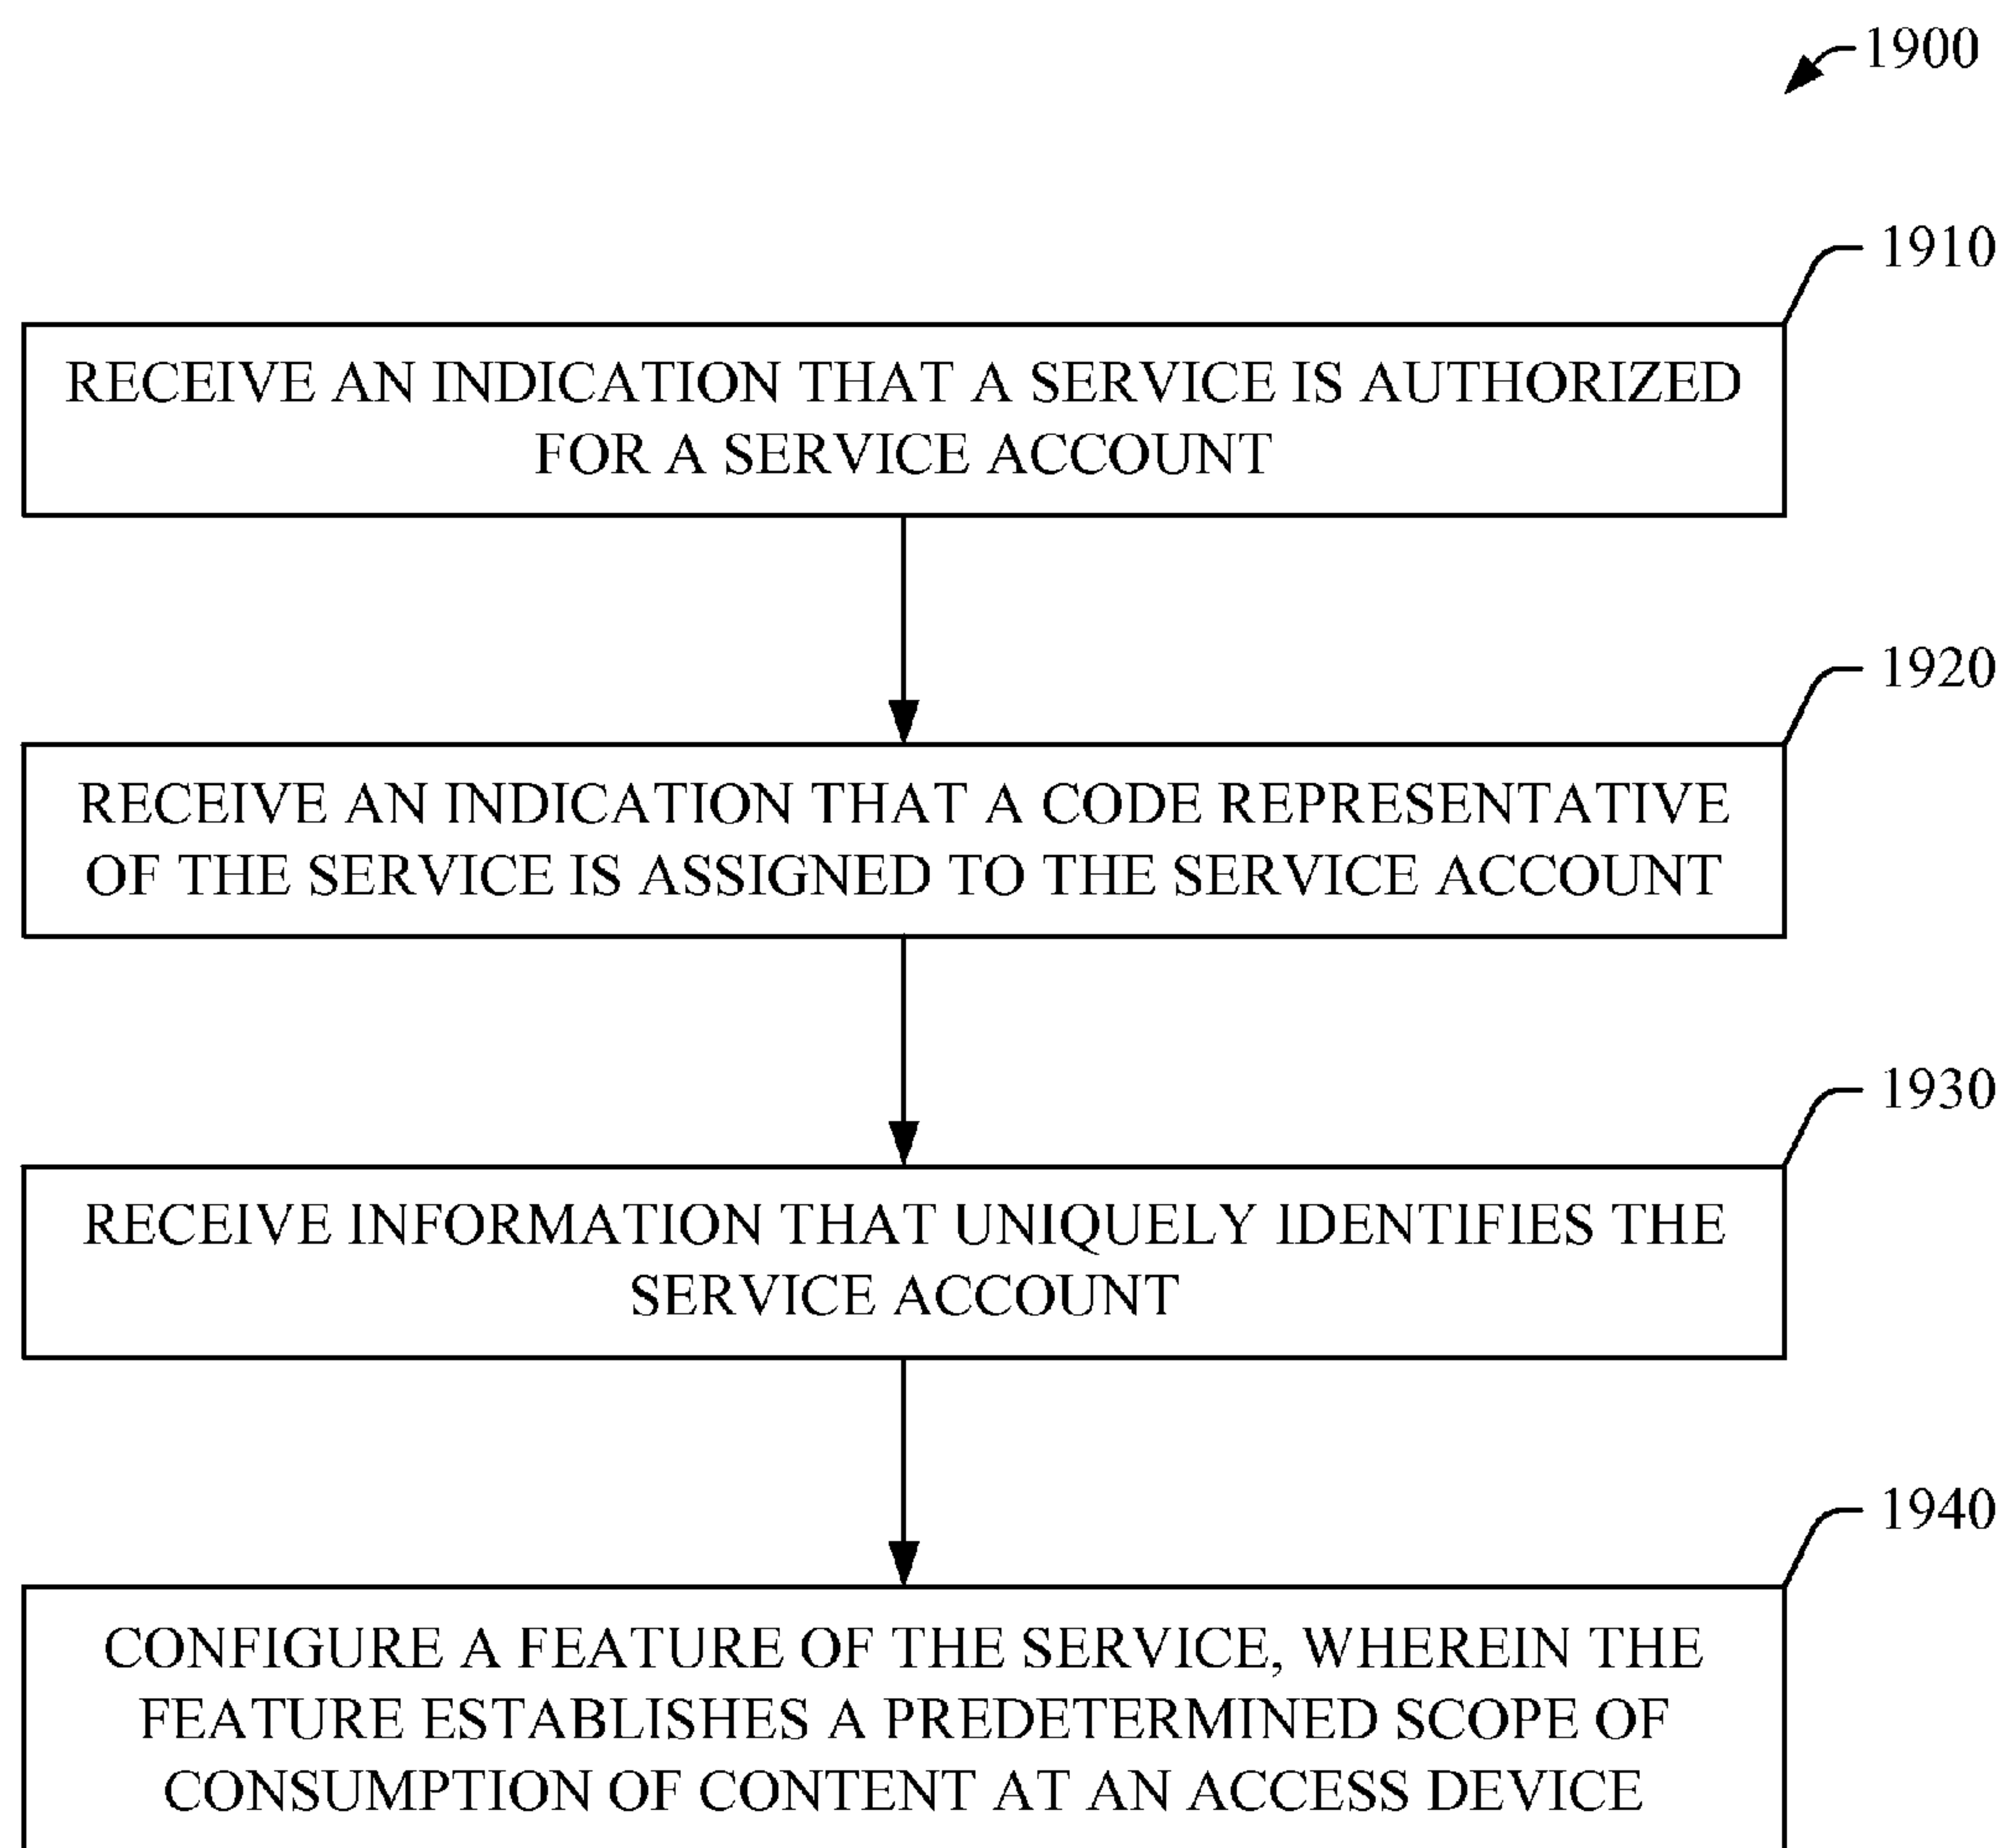 1900
1910
RECEIVE AN INDICATION THAT A SERVICE IS AUTHORIZED
FOR A SERVICE ACCOUNT
1920
RECEIVE AN INDICATION THAT A CODE REPRESENTATIVE
OF THE SERVICE IS ASSIGNED TO THE SERVICE ACCOUNT
1930
RECEIVE INFORMATION THAT UNIQUELY IDENTIFIES THE
SERVICE ACCOUNT
1940
CONFIGURE A FEATURE OF THE SERVICE, WHEREIN THE
FEATURE ESTABLISHES A PREDETERMINED SCOPE OF
CONSUMPTION OF CONTENT AT AN ACCESS DEVICE